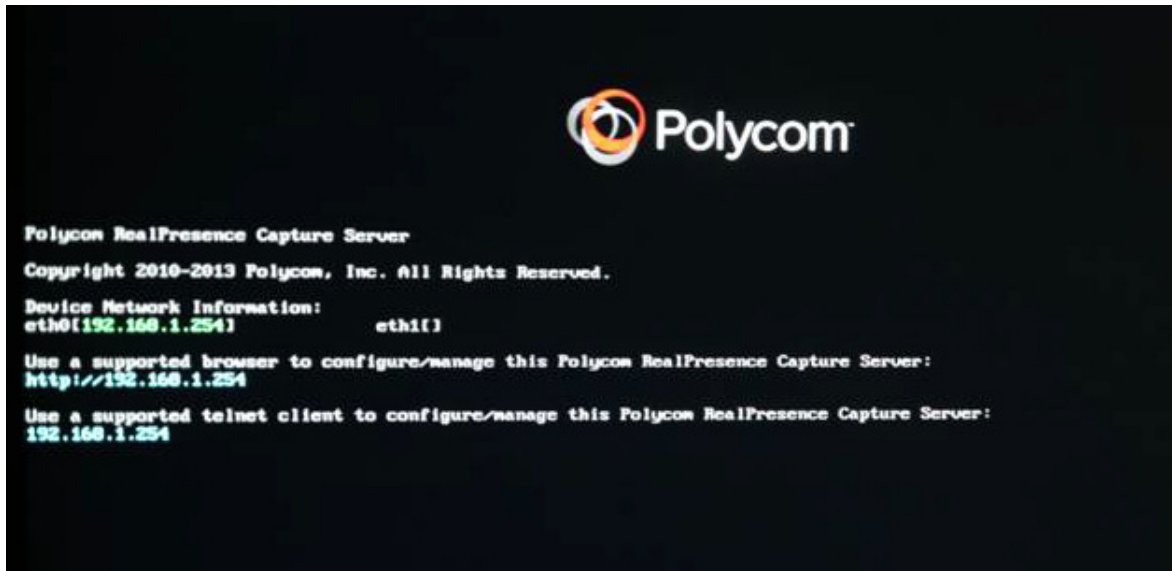 Polycom
Polycom RealPresence Capture Server
Copyright 2010-2013 Polycom, Inc. All Rights Reserved.
Device Network Information:
eth0[192.168.1.254] eth1[]
Use a supported browser to configure/manage this Polycom RealPresence Capture Server:
http://192.168.1.254
Use a supported telnet client to configure/manage this Polycom RealPresence Capture Server:
192.168.1.254